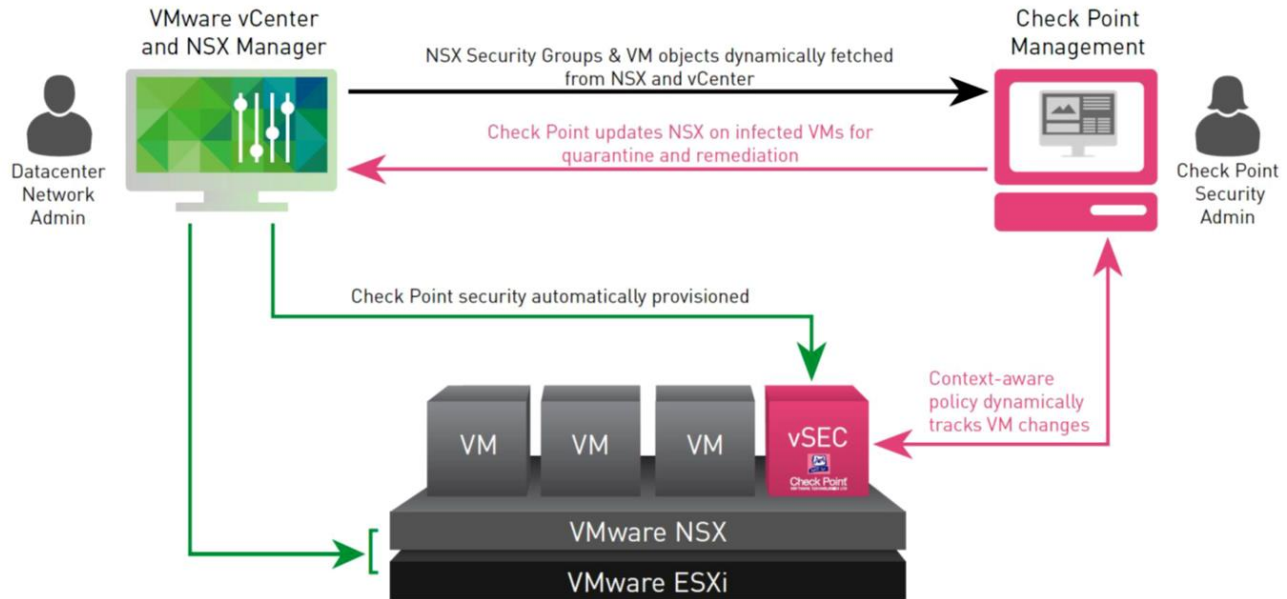 VMware vCenter
and NSX Manager
Check Point
Management
NSX Security Groups & VM objects dynamically fetched
from NSX and vCenter
Check Point updates NSX on infected VMs for
quarantine and remediation
Datacenter
Network
Admin
Check Point
Security
Admin
Check Point security automatically provisioned
Context-aware
policy dynamically
tracks VM changes
VM
VM
VM
vSEC
Check Point
SOFTWARE TECHNOLOGIES LTD
VMware NSX
VMware ESXi